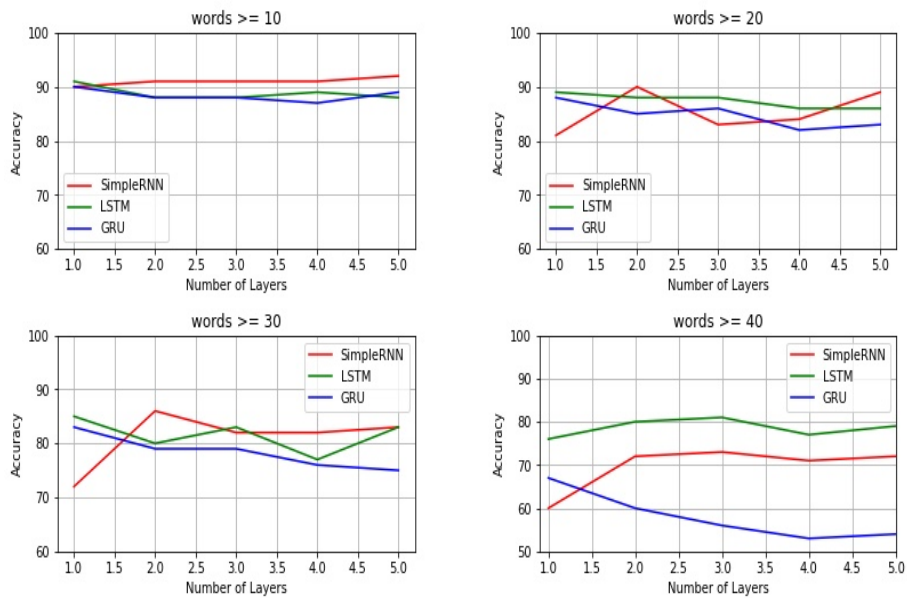 words >= 10
100
90
80
70
60
Accuracy
SimpleRNN
LSTM
GRU
1.0 1.5 2.0 2.5 3.0 3.5 4.0 4.5 5.0
Number of Layers
words >= 20
100
90
80
70
60
Accuracy
SimpleRNN
LSTM
GRU
1.0 1.5 2.0 2.5 3.0 3.5 4.0 4.5 5.0
Number of Layers
words >= 30
100
90
80
70
60
Accuracy
SimpleRNN
LSTM
GRU
1.0 1.5 2.0 2.5 3.0 3.5 4.0 4.5 5.0
Number of Layers
words >= 40
100
90
80
70
60
50
Accuracy
SimpleRNN
LSTM
GRU
1.0 1.5 2.0 2.5 3.0 3.5 4.0 4.5 5.0
Number of Layers